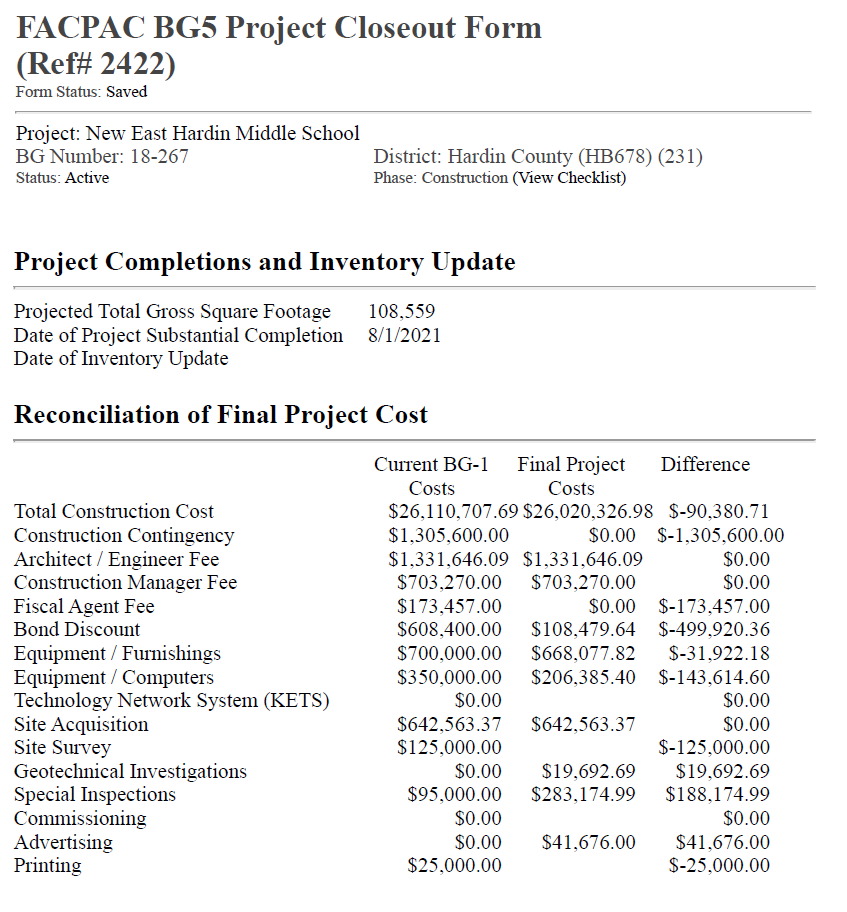 FACPAC BG5 Project Closeout Form
(Ref# 2422)
Form Status: Saved
Project: New East Hardin Middle School
BG Number: 18-267 District: Hardin County (HB678) (231)
Status: Active Phase: Construction (View Checklist)
Project Completions and Inventory Update
Projected Total Gross Square Footage 108,559
Date of Project Substantial Completion 8/1/2021
Date of Inventory Update
Reconciliation of Final Project Cost
Current BG-1 Final Project Difference
Costs Costs
Total Construction Cost $26,110,707.69 $26,020,326.98 $-90,380.71
Construction Contingency $1,305,600.00 $0.00 $-1,305,600.00
Architect / Engineer Fee $1,331,646.09 $1,331,646.09 $0.00
Construction Manager Fee $703,270.00 $703,270.00 $0.00
Fiscal Agent Fee $173,457.00 $0.00 $-173,457.00
Bond Discount $608,400.00 $108,479.64 $-499,920.36
Equipment / Furnishings $700,000.00 $668,077.82 $-31,922.18
Equipment / Computers $350,000.00 $206,385.40 $-143,614.60
Technology Network System (KETS) $0.00 $0.00
Site Acquisition $642,563.37 $642,563.37 $0.00
Site Survey $125,000.00 $-125,000.00
Geotechnical Investigations $0.00 $19,692.69 $19,692.69
Special Inspections $95,000.00 $283,174.99 $188,174.99
Commissioning $0.00 $0.00
Advertising $0.00 $41,676.00 $41,676.00
Printing $25,000.00 $-25,000.00